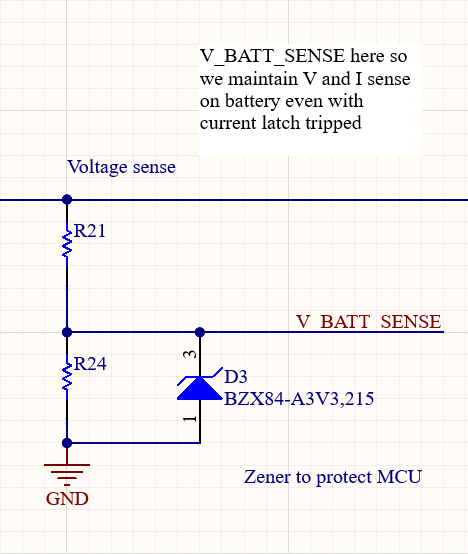 V_BATT_SENSE here so
we maintain V and I sense
on battery even with
current latch tripped
Voltage sense
R21
V_BATT_SENSE
3
R24
D3
BZX84-A3V3,215
1
Zener to protect MCU
GND